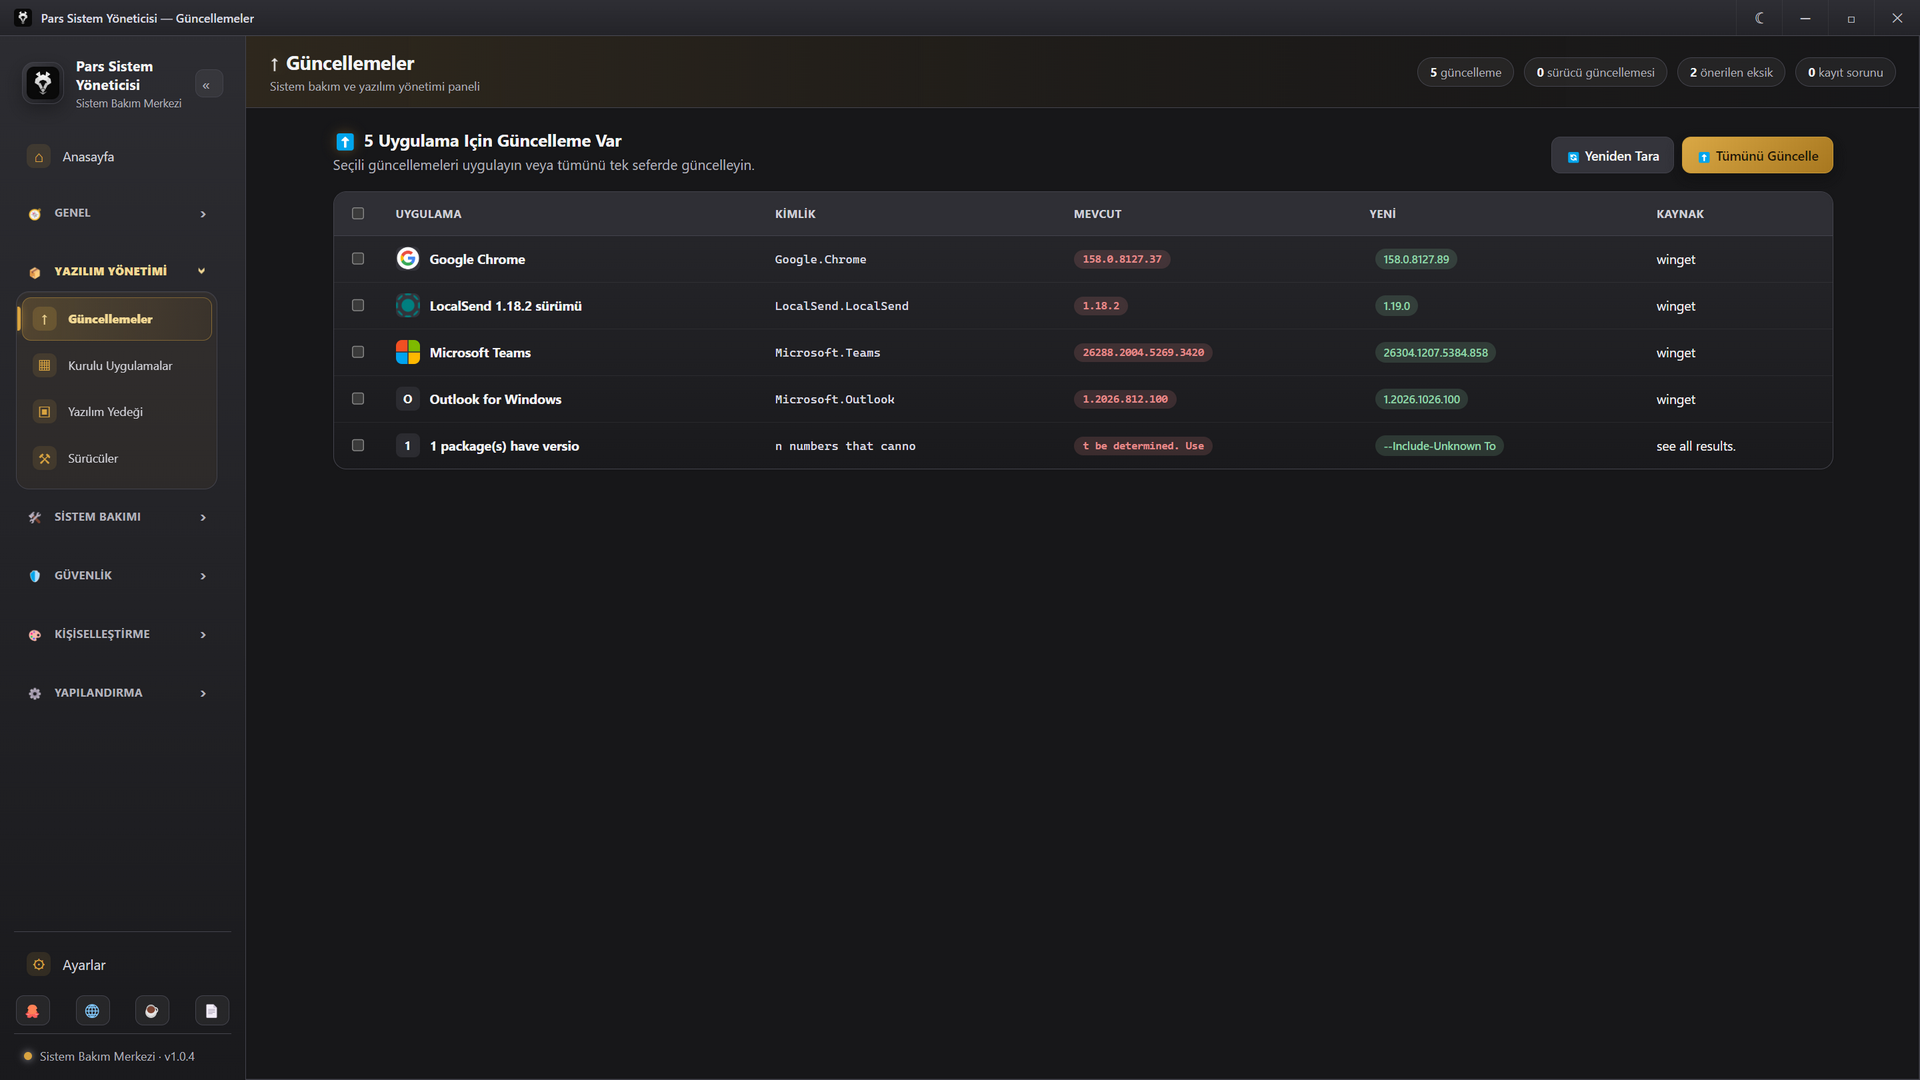 Pars Sistem Yöneticisi — Güncellemeler
Pars Sistem
Yöneticisi
Sistem Bakım Merkezi
«
Anasayfa
GENEL
YAZILIM YÖNETİMİ
Güncellemeler
Kurulu Uygulamalar
Yazılım Yedeği
Sürücüler
SİSTEM BAKIMI
GÜVENLİK
KİŞİSELLEŞTİRME
YAPILANDIRMA
Ayarlar
Sistem Bakım Merkezi · v1.0.4
↑ Güncellemeler
Sistem bakım ve yazılım yönetimi paneli
5 güncelleme
0 sürücü güncellemesi
2 önerilen eksik
0 kayıt sorunu
5 Uygulama Için Güncelleme Var
Seçili güncellemeleri uygulayın veya tümünü tek seferde güncelleyin.
Yeniden Tara
Tümünü Güncelle
UYGULAMA KİMLİK MEVCUT YENİ KAYNAK
Google Chrome Google.Chrome 158.0.8127.37 158.0.8127.89 winget
LocalSend 1.18.2 sürümü LocalSend.LocalSend 1.18.2 1.19.0 winget
Microsoft Teams Microsoft.Teams 26288.2004.5269.3420 26304.1207.5384.858 winget
O Outlook for Windows Microsoft.Outlook 1.2026.812.100 1.2026.1026.100 winget
1 1 package(s) have versio n numbers that canno t be determined. Use --Include-Unknown To see all results.